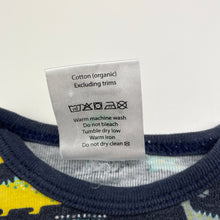 Cotton (organic)
Excluding trims
Warm machine wash
Do not bleach
Tumble dry low
Warm iron
Do not dry clean